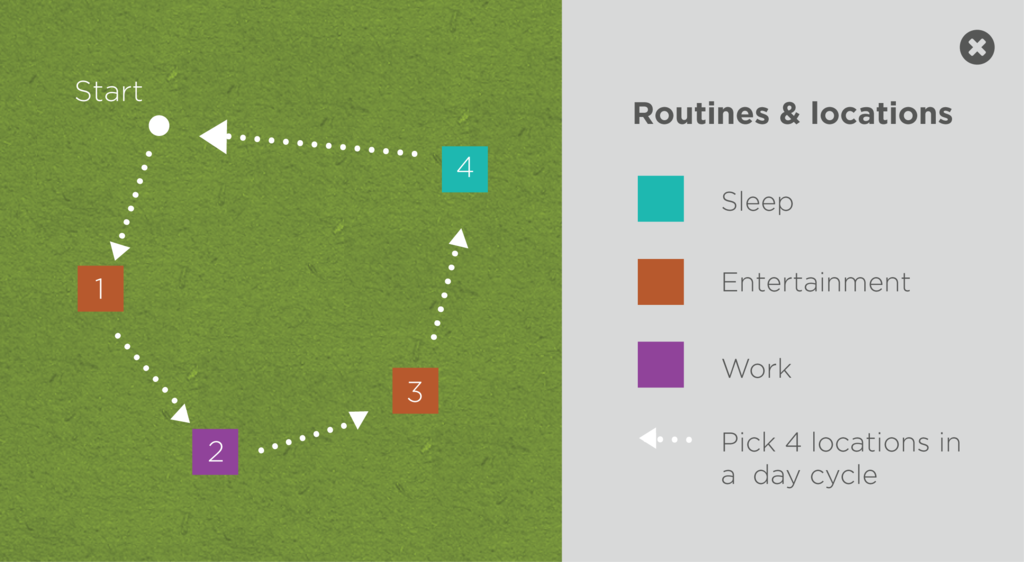 Start
1
2
3
4
Routines & locations
Sleep
Entertainment
Work
Pick 4 locations in
a day cycle